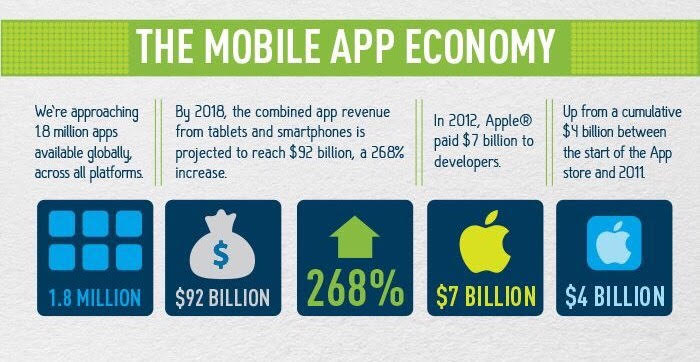 THE MOBILE APP ECONOMY
We're approaching
1.8 million apps
available globally,
across all platforms.
By 2018, the combined app revenue
from tablets and smartphones is
projected to reach $92 billion, a 268%
increase.
In 2012, Apple®
paid $7 billion to
developers.
Up from a cumulative
$4 billion between
the start of the App
store and 2011.
1.8 MILLION
$
$92 BILLION
268%
$7 BILLION
$4 BILLION